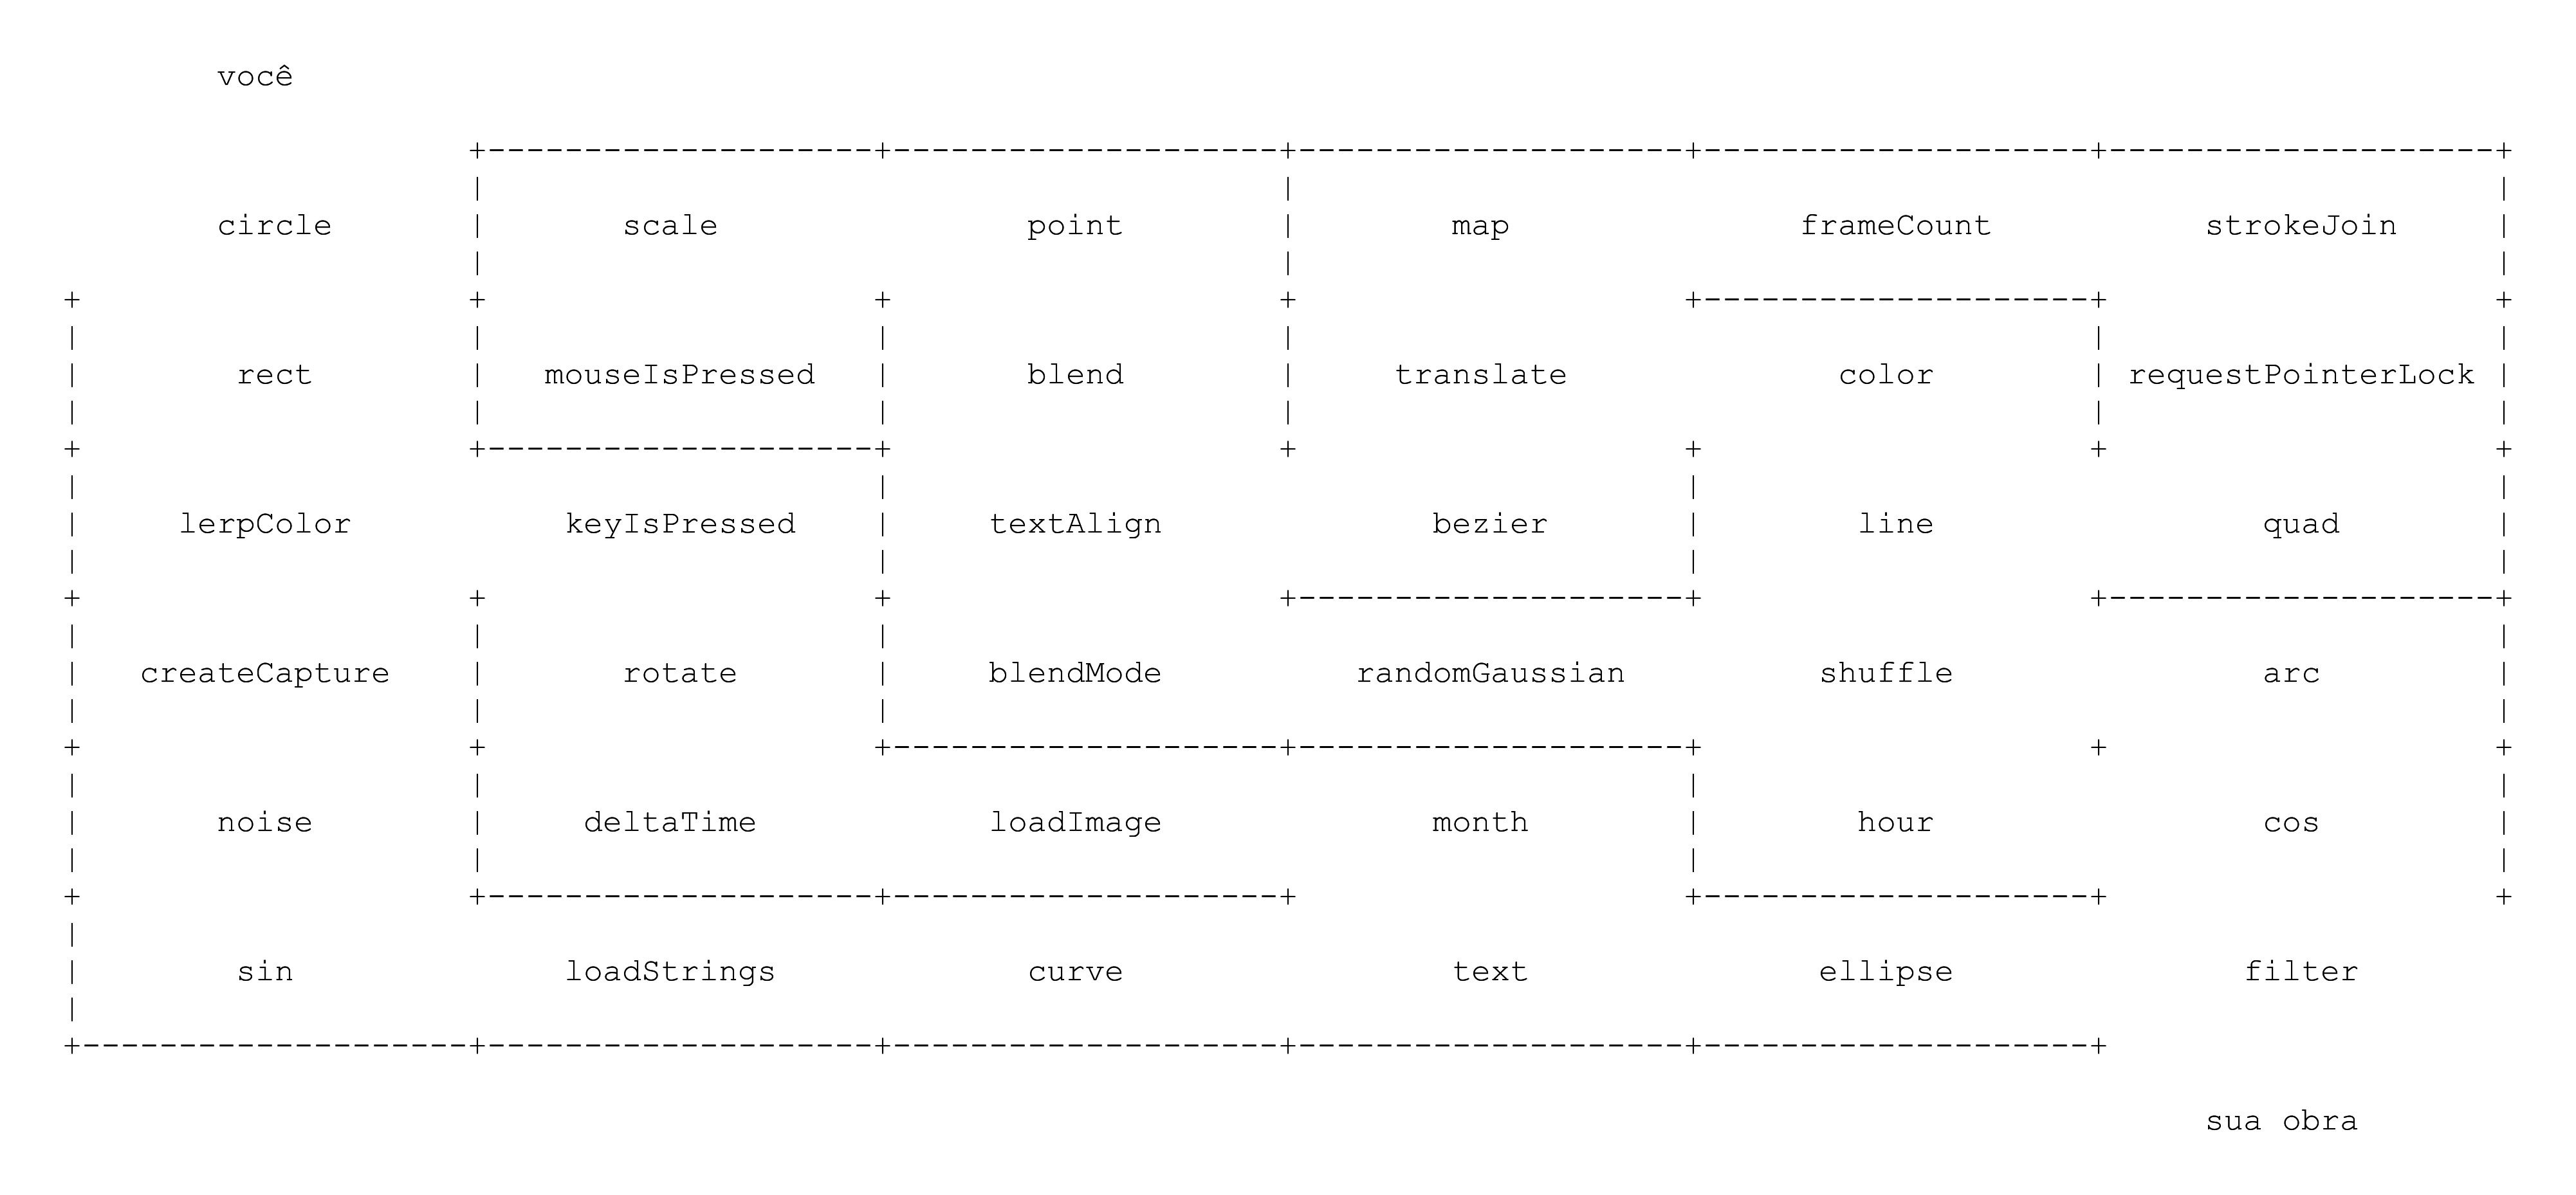 você
circle scale point map frameCount strokeJoin
rect mouseIsPressed blend translate color requestPointerLock
lerpColor keyIsPressed textAlign bezier line quad
createCapture rotate blendMode randomGaussian shuffle arc
noise deltaTime loadImage month hour cos
sin loadStrings curve text ellipse filter
sua obra